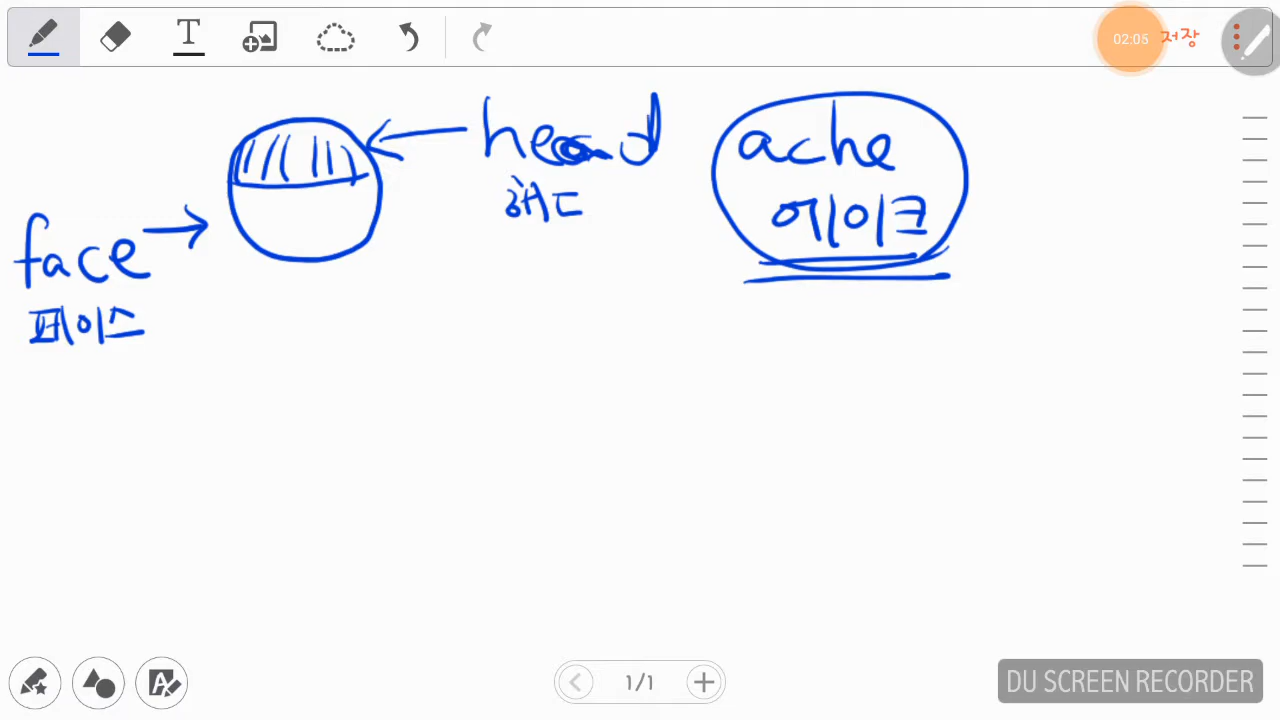 T
02:05 저장
head
ache
헤드
에이크
face
페이스
1/1
DU SCREEN RECORDER